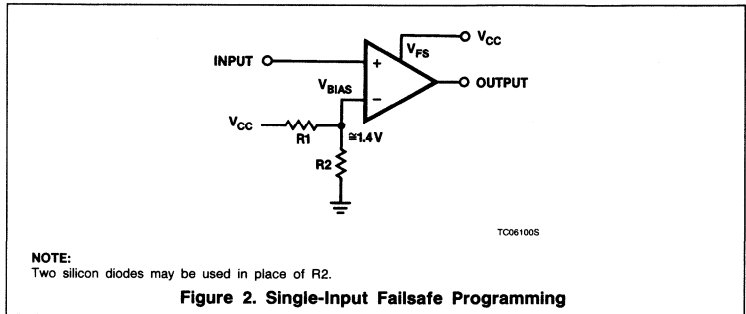 V_CC
V_FS
INPUT
+
OUTPUT
V_BIAS
−
V_CC
R1
≅1.4V
R2
TC06100S
NOTE:
Two silicon diodes may be used in place of R2.
Figure 2. Single-Input Failsafe Programming